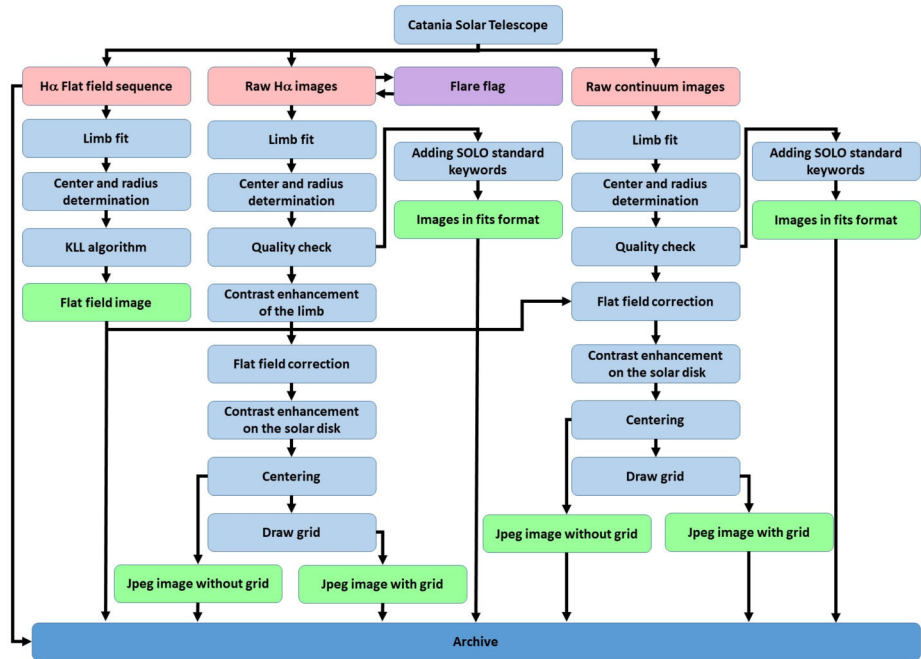 Catania Solar Telescope
Hα Flat field sequence
Raw Hα images
Flare flag
Raw continuum images
Limb fit
Center and radius
determination
KLL algorithm
Flat field image
Limb fit
Center and radius
determination
Quality check
Contrast enhancement
of the limb
Flat field correction
Contrast enhancement
on the solar disk
Centering
Draw grid
Jpeg image without grid
Jpeg image with grid
Adding SOLO standard
keywords
Images in fits format
Limb fit
Center and radius
determination
Quality check
Flat field correction
Contrast enhancement
on the solar disk
Centering
Draw grid
Jpeg image without grid
Jpeg image with grid
Adding SOLO standard
keywords
Images in fits format
Archive